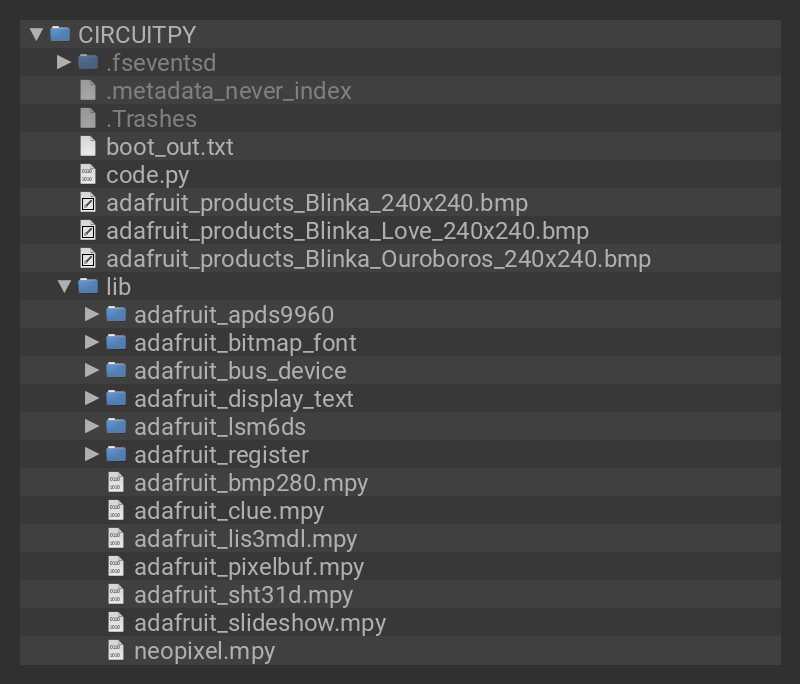 CIRCUITPY
.fseventsd
.metadata_never_index
.Trashes
boot_out.txt
code.py
adafruit_products_Blinka_240x240.bmp
adafruit_products_Blinka_Love_240x240.bmp
adafruit_products_Blinka_Ouroboros_240x240.bmp
lib
adafruit_apds9960
adafruit_bitmap_font
adafruit_bus_device
adafruit_display_text
adafruit_lsm6ds
adafruit_register
adafruit_bmp280.mpy
adafruit_clue.mpy
adafruit_lis3mdl.mpy
adafruit_pixelbuf.mpy
adafruit_sht31d.mpy
adafruit_slideshow.mpy
neopixel.mpy